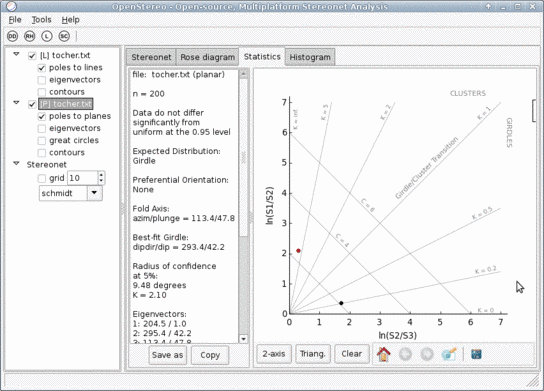 OpenStereo - Open-source, Multiplatform Stereonet Analysis
File Tools Help
DD RH L SC
[L] tocher.txt
poles to lines
eigenvectors
contours
[P] tocher.txt
poles to planes
eigenvectors
great circles
contours
Stereonet
grid 10
schmidt
Stereonet Rose diagram Statistics Histogram
file: tocher.txt (planar)
n = 200
Data do not differ
significantly from
uniform at the 0.95 level
Expected Distribution:
Girdle
Preferential Orientation:
None
Fold Axis:
azim/plunge = 113.4/47.8
Best-fit Girdle:
dipdir/dip = 293.4/42.2
Radius of confidence
at 5%:
9.48 degrees
K = 2.10
Eigenvectors:
1: 204.5 / 1.0
2: 295.4 / 42.2
3: 113.4 / 47.8
Save as Copy
CLUSTERS
GIRDLES
K = inf.
K = 5
K = 2
K = 1
Girdle/Cluster Transition
K = 0.5
K = 0.2
K = 0
C = 6
C = 4
ln(S1/S2)
7
6
5
4
3
2
1
0
0 1 2 3 4 5 6 7
ln(S2/S3)
2-axis Triang. Clear